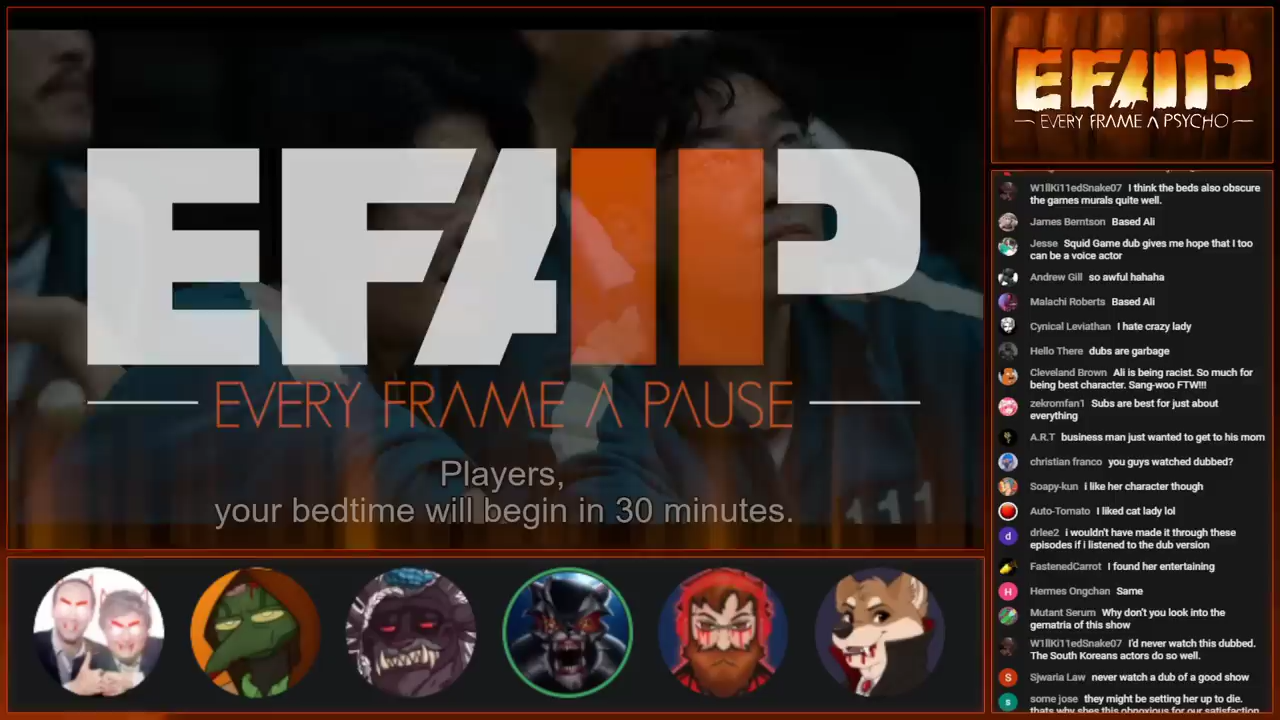 EFAP
EVERY FRAME A PAUSE
Players,
your bedtime will begin in 30 minutes.
111
EFAP
EVERY FRAME A PSYCHO
W1llKi11edSnake07 I think the beds also obscure
the games murals quite well.
James Berntson Based Ali
Jesse Squid Game dub gives me hope that I too
can be a voice actor
Andrew Gill so awful hahaha
Malachi Roberts Based Ali
Cynical Leviathan I hate crazy lady
Hello There dubs are garbage
Cleveland Brown Ali is being racist. So much for
being best character. Sang-woo FTW!!!
zekromfan1 Subs are best for just about
everything
A.R.T business man just wanted to get to his mom
christian franco you guys watched dubbed?
Soapy-kun i like her character though
Auto-Tomato I liked cat lady lol
d
drlee2 i wouldn't have made it through these
episodes if i listened to the dub version
FastenedCarrot I found her entertaining
H
Hermes Ongchan Same
Mutant Serum Why don't you look into the
gematria of this show
W1llKi11edSnake07 I'd never watch this dubbed.
The South Koreans actors do so well.
S
Sjwaria Law never watch a dub of a good show
s
some jose they might be setting her up to die.
thats why shes this obnoxious for our satisfaction